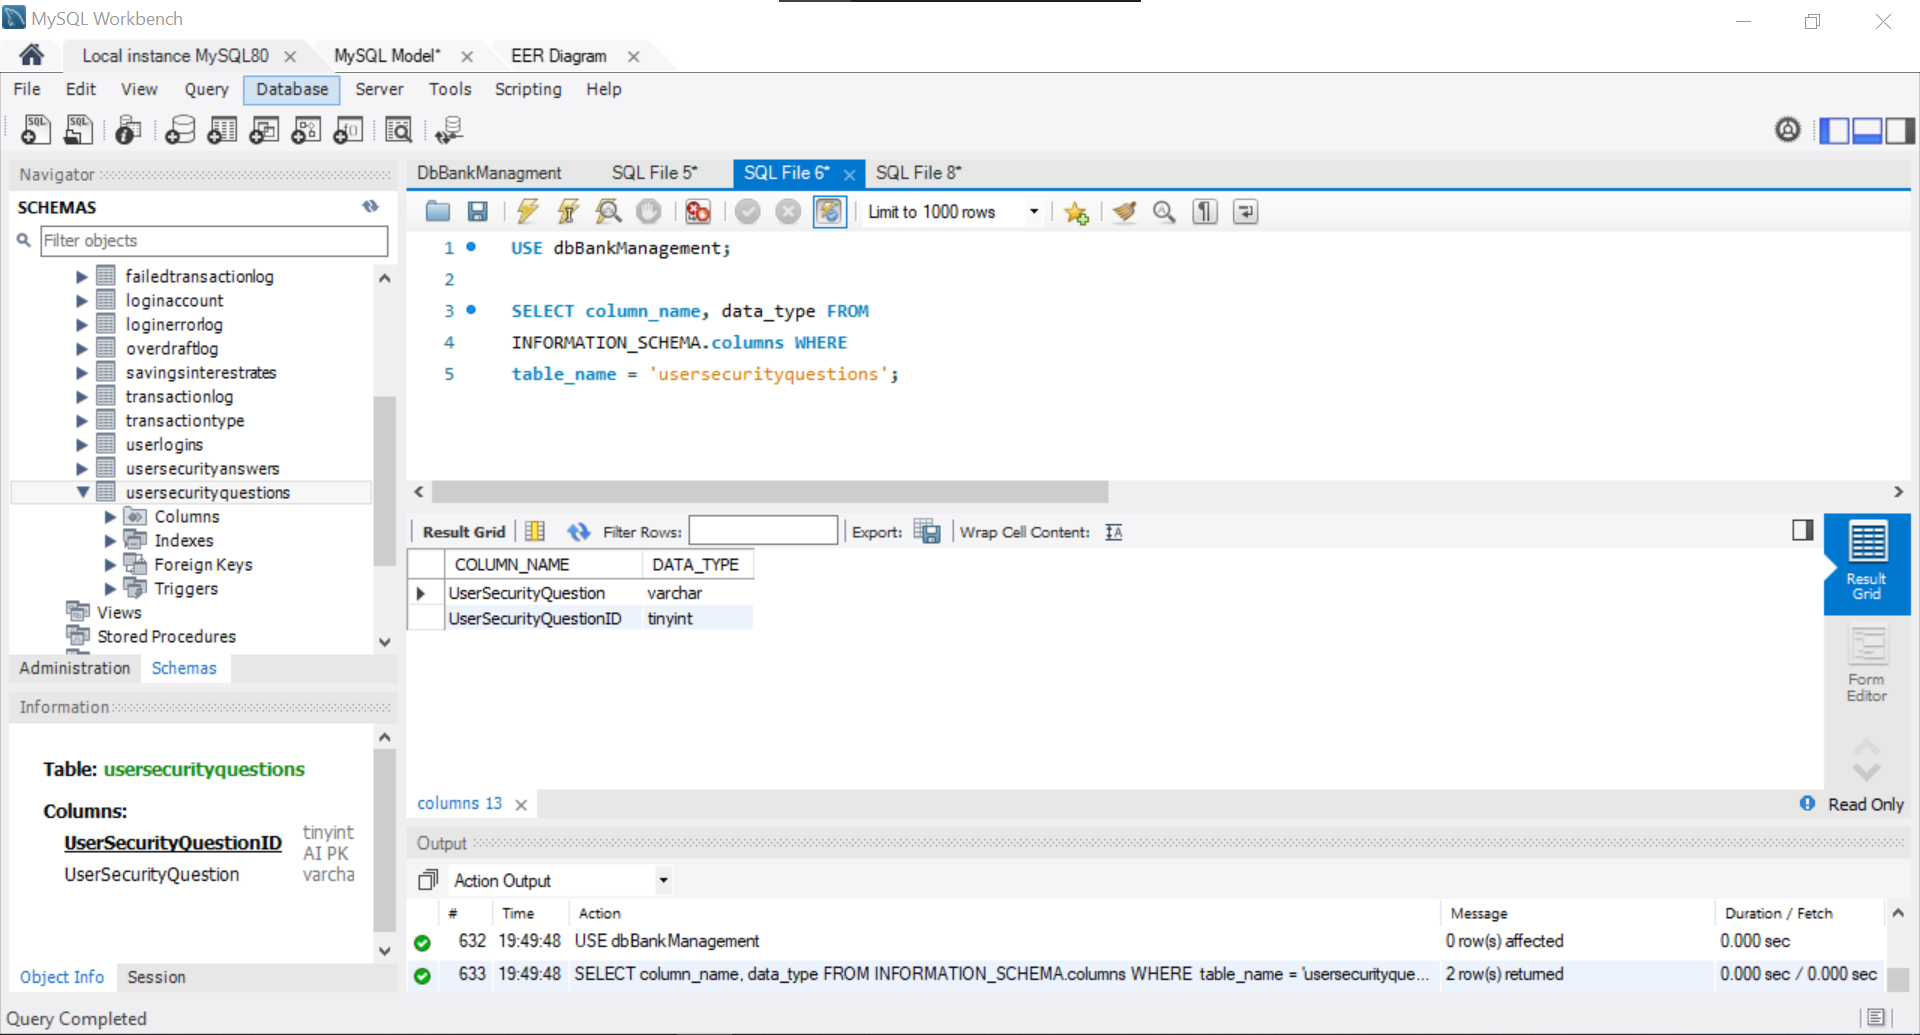 MySQL Workbench
Local instance MySQL80
MySQL Model*
EER Diagram
File Edit View Query Database Server Tools Scripting Help
Navigator
SCHEMAS
Filter objects
failedtransactionlog
loginaccount
loginerrorlog
overdraftlog
savingsinterestrates
transactionlog
transactiontype
userlogins
usersecurityanswers
usersecurityquestions
Columns
Indexes
Foreign Keys
Triggers
Views
Stored Procedures
Administration Schemas
Information
Table: usersecurityquestions
Columns:
UserSecurityQuestionID tinyint
AI PK
UserSecurityQuestion varcha
Object Info Session
DbBankManagment SQL File 5* SQL File 6* SQL File 8*
Limit to 1000 rows
1 USE dbBankManagement;
2
3 SELECT column_name, data_type FROM
4 INFORMATION_SCHEMA.columns WHERE
5 table_name = 'usersecurityquestions';
Result Grid Filter Rows: Export: Wrap Cell Content:
COLUMN_NAME DATA_TYPE
UserSecurityQuestion varchar
UserSecurityQuestionID tinyint
Result
Grid
Form
Editor
columns 13
Read Only
Output
Action Output
# Time Action Message Duration / Fetch
632 19:49:48 USE dbBankManagement 0 row(s) affected 0.000 sec
633 19:49:48 SELECT column_name, data_type FROM INFORMATION_SCHEMA.columns WHERE table_name = 'usersecurityque... 2 row(s) returned 0.000 sec / 0.000 sec
Query Completed